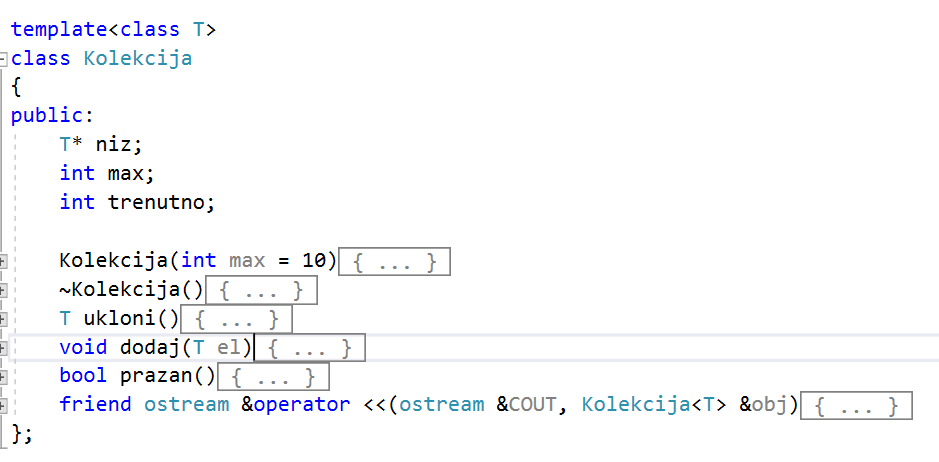 template<class T>
class Kolekcija
{
public:
    T* niz;
    int max;
    int trenutno;

    Kolekcija(int max = 10){ ... }
    ~Kolekcija(){ ... }
    T ukloni(){ ... }
    void dodaj(T el){ ... }
    bool prazan(){ ... }
    friend ostream &operator <<(ostream &COUT, Kolekcija<T> &obj){ ... }
};